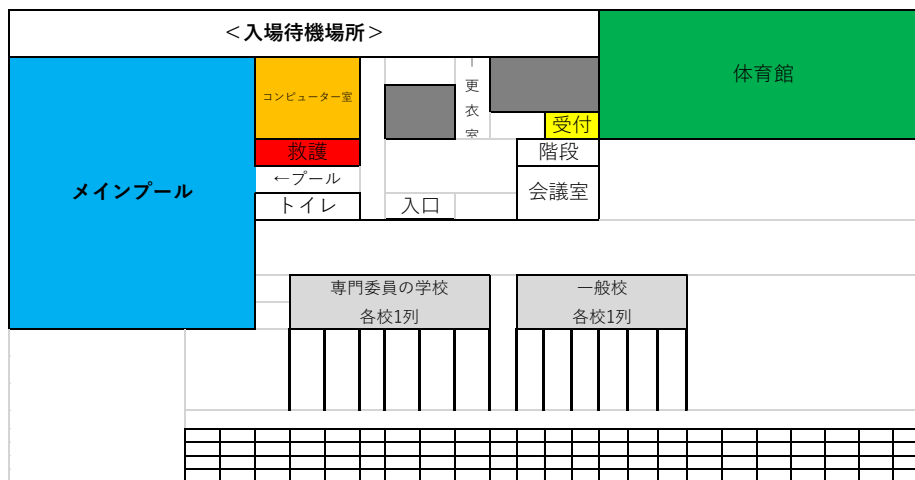 ＜入場待機場所＞
体育館
コンピューター室
更
衣
室
受付
救護
階段
←プール
メインプール
会議室
トイレ
入口
専門委員の学校
各校1列
一般校
各校1列